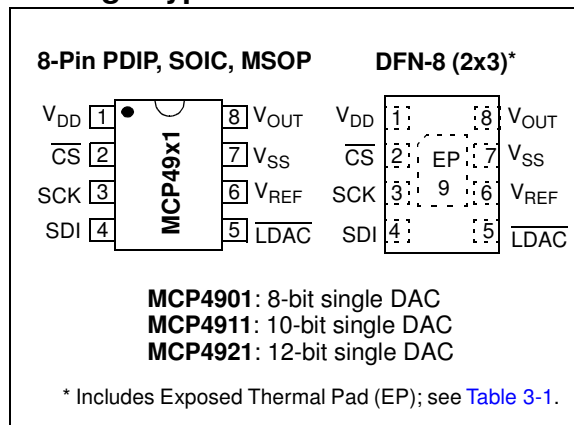 8-Pin PDIP, SOIC, MSOP
VDD 1
CS 2
SCK 3
SDI 4
MCP49x1
8 VOUT
7 VSS
6 VREF
5 LDAC
DFN-8 (2x3)*
VDD 1
CS 2
SCK 3
SDI 4
EP
9
8 VOUT
7 VSS
6 VREF
5 LDAC
MCP4901: 8-bit single DAC
MCP4911: 10-bit single DAC
MCP4921: 12-bit single DAC
* Includes Exposed Thermal Pad (EP); see Table 3-1.